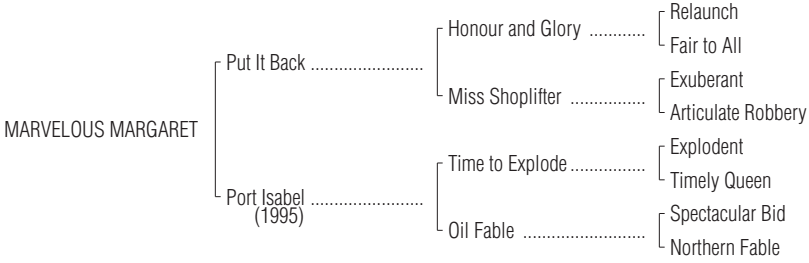 Relaunch
Honour and Glory ............
Fair to All
Put It Back ........................
Exuberant
Miss Shoplifter ................
Articulate Robbery
MARVELOUS MARGARET
Explodent
Time to Explode ................
Timely Queen
Port Isabel ........................
(1995)
Spectacular Bid
Oil Fable ..........................
Northern Fable